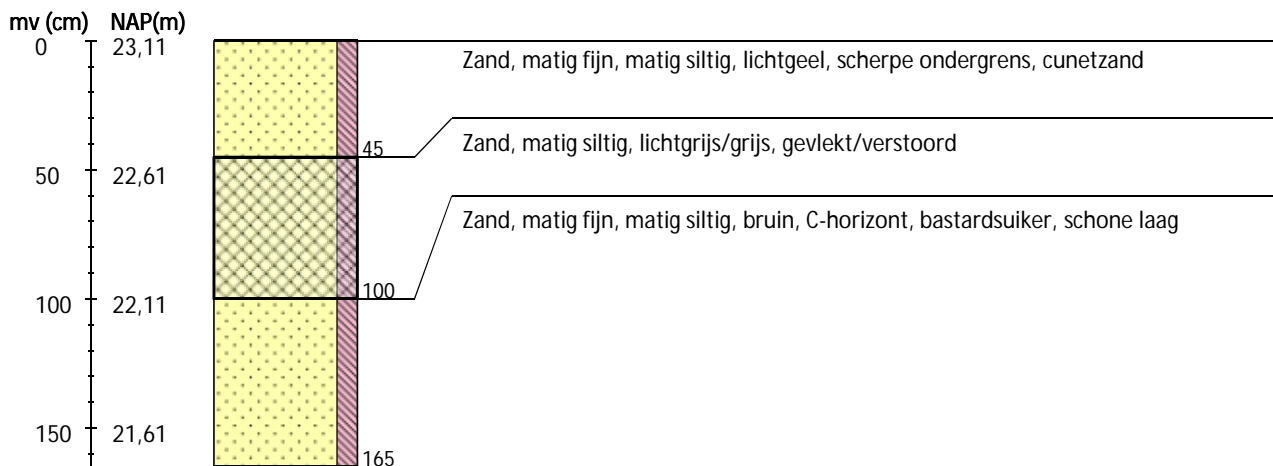 mv (cm) NAP(m)
0 23,11
Zand, matig fijn, matig siltig, lichtgeel, scherpe ondergrens, cunetzand
45
Zand, matig siltig, lichtgrijs/grijs, gevlekt/verstoord
50 22,61
Zand, matig fijn, matig siltig, bruin, C-horizont, bastardsuiker, schone laag
100
100 22,11
150 21,61
165